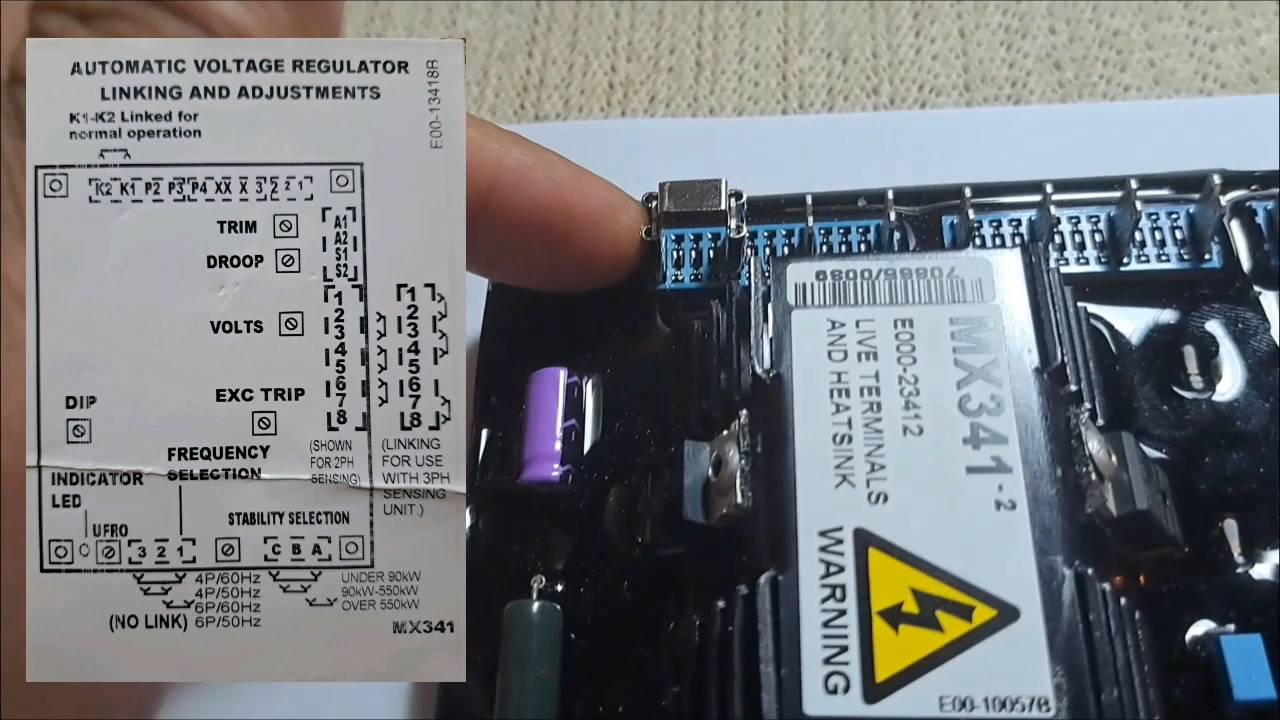 AUTOMATIC VOLTAGE REGULATOR
LINKING AND ADJUSTMENTS
E00-13418R
K1-K2 Linked for
normal operation
K2 K1 P2 P3 P4 XX X 3 2 2 1
TRIM
DROOP
VOLTS
EXC TRIP
DIP
A1
A2
S1
S2
1
2
3
4
5
6
7
8
1
2
3
4
5
6
7
8
(SHOWN
FOR 2PH
SENSING)
(LINKING
FOR USE
WITH 3PH
SENSING
UNIT.)
FREQUENCY
SELECTION
INDICATOR
LED
UFRO
STABILITY SELECTION
3 2 1
C B A
4P/60Hz
4P/50Hz
6P/60Hz
(NO LINK) 6P/50Hz
UNDER 90kW
90kW-550kW
OVER 550kW
MX341
70865/0039
MX341-2
E000-23412
LIVE TERMINALS
AND HEATSINK
WARNING
E00-10057B